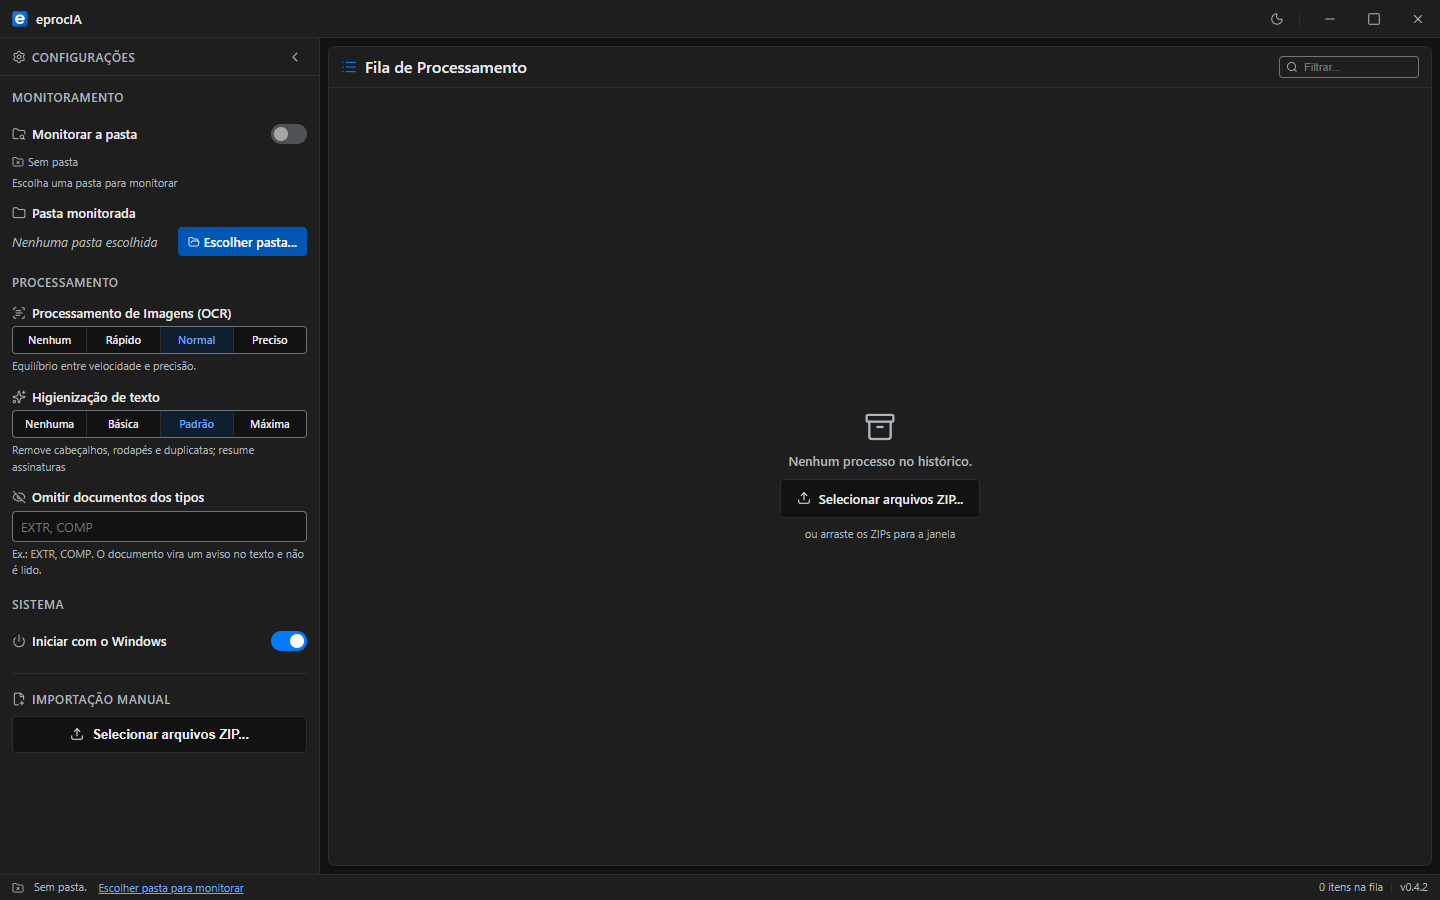 eprocIA
CONFIGURAÇÕES
MONITORAMENTO
Monitorar a pasta
Sem pasta
Escolha uma pasta para monitorar
Pasta monitorada
Nenhuma pasta escolhida
Escolher pasta...
PROCESSAMENTO
Processamento de Imagens (OCR)
Nenhum Rápido Normal Preciso
Equilíbrio entre velocidade e precisão.
Higienização de texto
Nenhuma Básica Padrão Máxima
Remove cabeçalhos, rodapés e duplicatas; resume
assinaturas
Omitir documentos dos tipos
EXTR, COMP
Ex.: EXTR, COMP. O documento vira um aviso no texto e não
é lido.
SISTEMA
Iniciar com o Windows
IMPORTAÇÃO MANUAL
Selecionar arquivos ZIP...
Fila de Processamento
Filtrar...
Nenhum processo no histórico.
Selecionar arquivos ZIP...
ou arraste os ZIPs para a janela
Sem pasta. Escolher pasta para monitorar
0 itens na fila v0.4.2